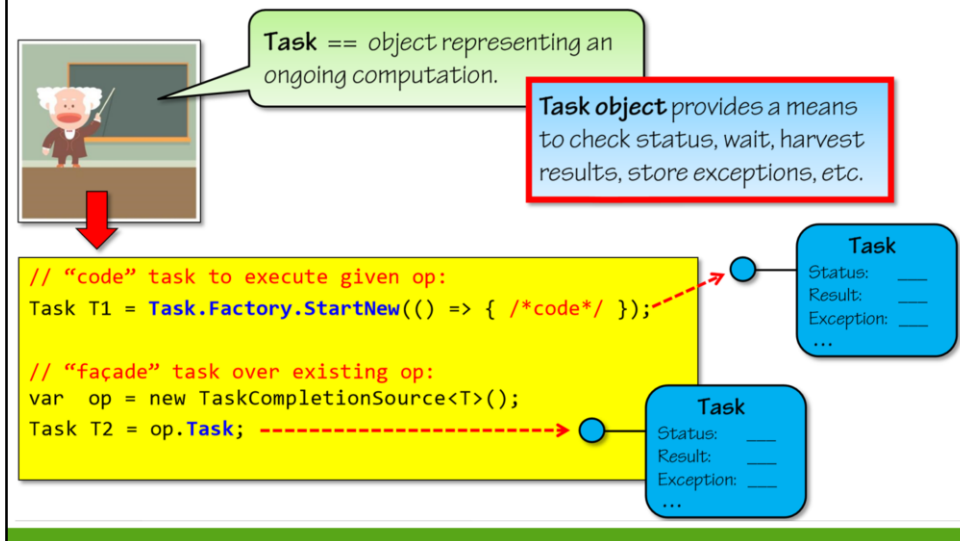 Task == object representing an
ongoing computation.
Task object provides a means
to check status, wait, harvest
results, store exceptions, etc.
// “code” task to execute given op:
Task T1 = Task.Factory.StartNew(() => { /*code*/ });
Task
Status: ___
Result: ___
Exception: ___
...
// “façade” task over existing op:
var  op = new TaskCompletionSource<T>();
Task T2 = op.Task;
Task
Status: ___
Result: ___
Exception: ___
...